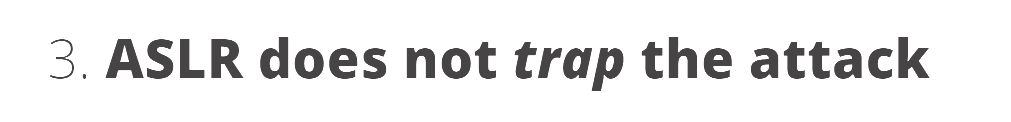 3. ASLR does not trap the attack